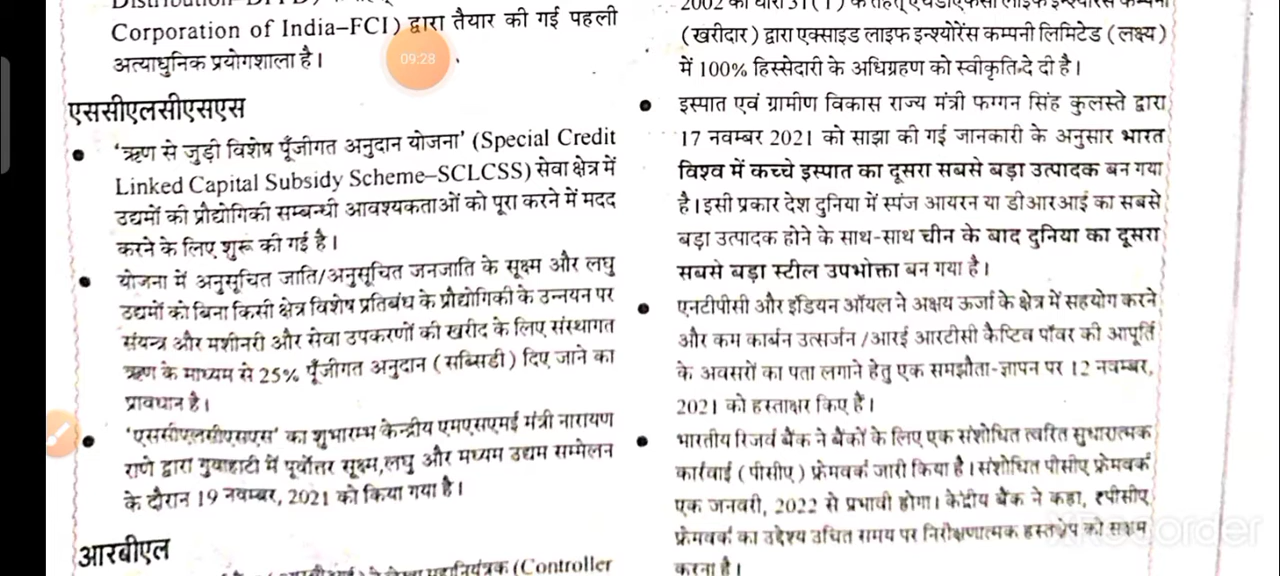 Corporation of India–FCI) द्वारा तैयार की गई पहली
अत्याधुनिक प्रयोगशाला है।
एससीएलसीएसएस
'ऋण से जुड़ी विशेष पूँजीगत अनुदान योजना' (Special Credit
Linked Capital Subsidy Scheme–SCLCSS) सेवा क्षेत्र में
उद्यमों की प्रौद्योगिकी सम्बन्धी आवश्यकताओं को पूरा करने में मदद
करने के लिए शुरू की गई है।
योजना में अनुसूचित जाति/अनुसूचित जनजाति के सूक्ष्म और लघु
उद्यमों को बिना किसी क्षेत्र विशेष प्रतिबंध के प्रौद्योगिकी के उन्नयन पर
संयन्त्र और मशीनरी और सेवा उपकरणों की खरीद के लिए संस्थागत
ऋण के माध्यम से 25% पूँजीगत अनुदान (सब्सिडी) दिए जाने का
प्रावधान है।
'एससीएलसीएसएस' का शुभारम्भ केन्द्रीय एमएसएमई मंत्री नारायण
राणे द्वारा गुवाहाटी में पूर्वोत्तर सूक्ष्म, लघु और मध्यम उद्यम सम्मेलन
के दौरान 19 नवम्बर, 2021 को किया गया है।
आरबीएल
(Controller
2002 की धारा 31(1) के तहत् एचडीएफसी लाइफ इन्श्योरेंस कम्पनी
(खरीदार) द्वारा एक्साइड लाइफ इन्श्योरेंस कम्पनी लिमिटेड (लक्ष्य)
में 100% हिस्सेदारी के अधिग्रहण को स्वीकृति दे दी है।
इस्पात एवं ग्रामीण विकास राज्य मंत्री फग्गन सिंह कुलस्ते द्वारा
17 नवम्बर 2021 को साझा की गई जानकारी के अनुसार भारत
विश्व में कच्चे इस्पात का दूसरा सबसे बड़ा उत्पादक बन गया
है। इसी प्रकार देश दुनिया में स्पंज आयरन या डीआरआई का सबसे
बड़ा उत्पादक होने के साथ-साथ चीन के बाद दुनिया का दूसरा
सबसे बड़ा स्टील उपभोक्ता बन गया है।
एनटीपीसी और इंडियन ऑयल ने अक्षय ऊर्जा के क्षेत्र में सहयोग करने
और कम कार्बन उत्सर्जन /आरई आरटीसी कैप्टिव पॉवर की आपूर्ति
के अवसरों का पता लगाने हेतु एक समझौता-ज्ञापन पर 12 नवम्बर,
2021 को हस्ताक्षर किए हैं।
भारतीय रिजर्व बैंक ने बैंकों के लिए एक संशोधित त्वरित सुधारात्मक
कार्रवाई (पीसीए) फ्रेमवर्क जारी किया है। संशोधित पीसीए फ्रेमवर्क
एक जनवरी, 2022 से प्रभावी होगा। केंद्रीय बैंक ने कहा, १पीसीए
फ्रेमवर्क का उद्देश्य उचित समय पर निरीक्षणात्मक हस्तक्षेप को सक्षम
करना है।
09:28
XRecorder